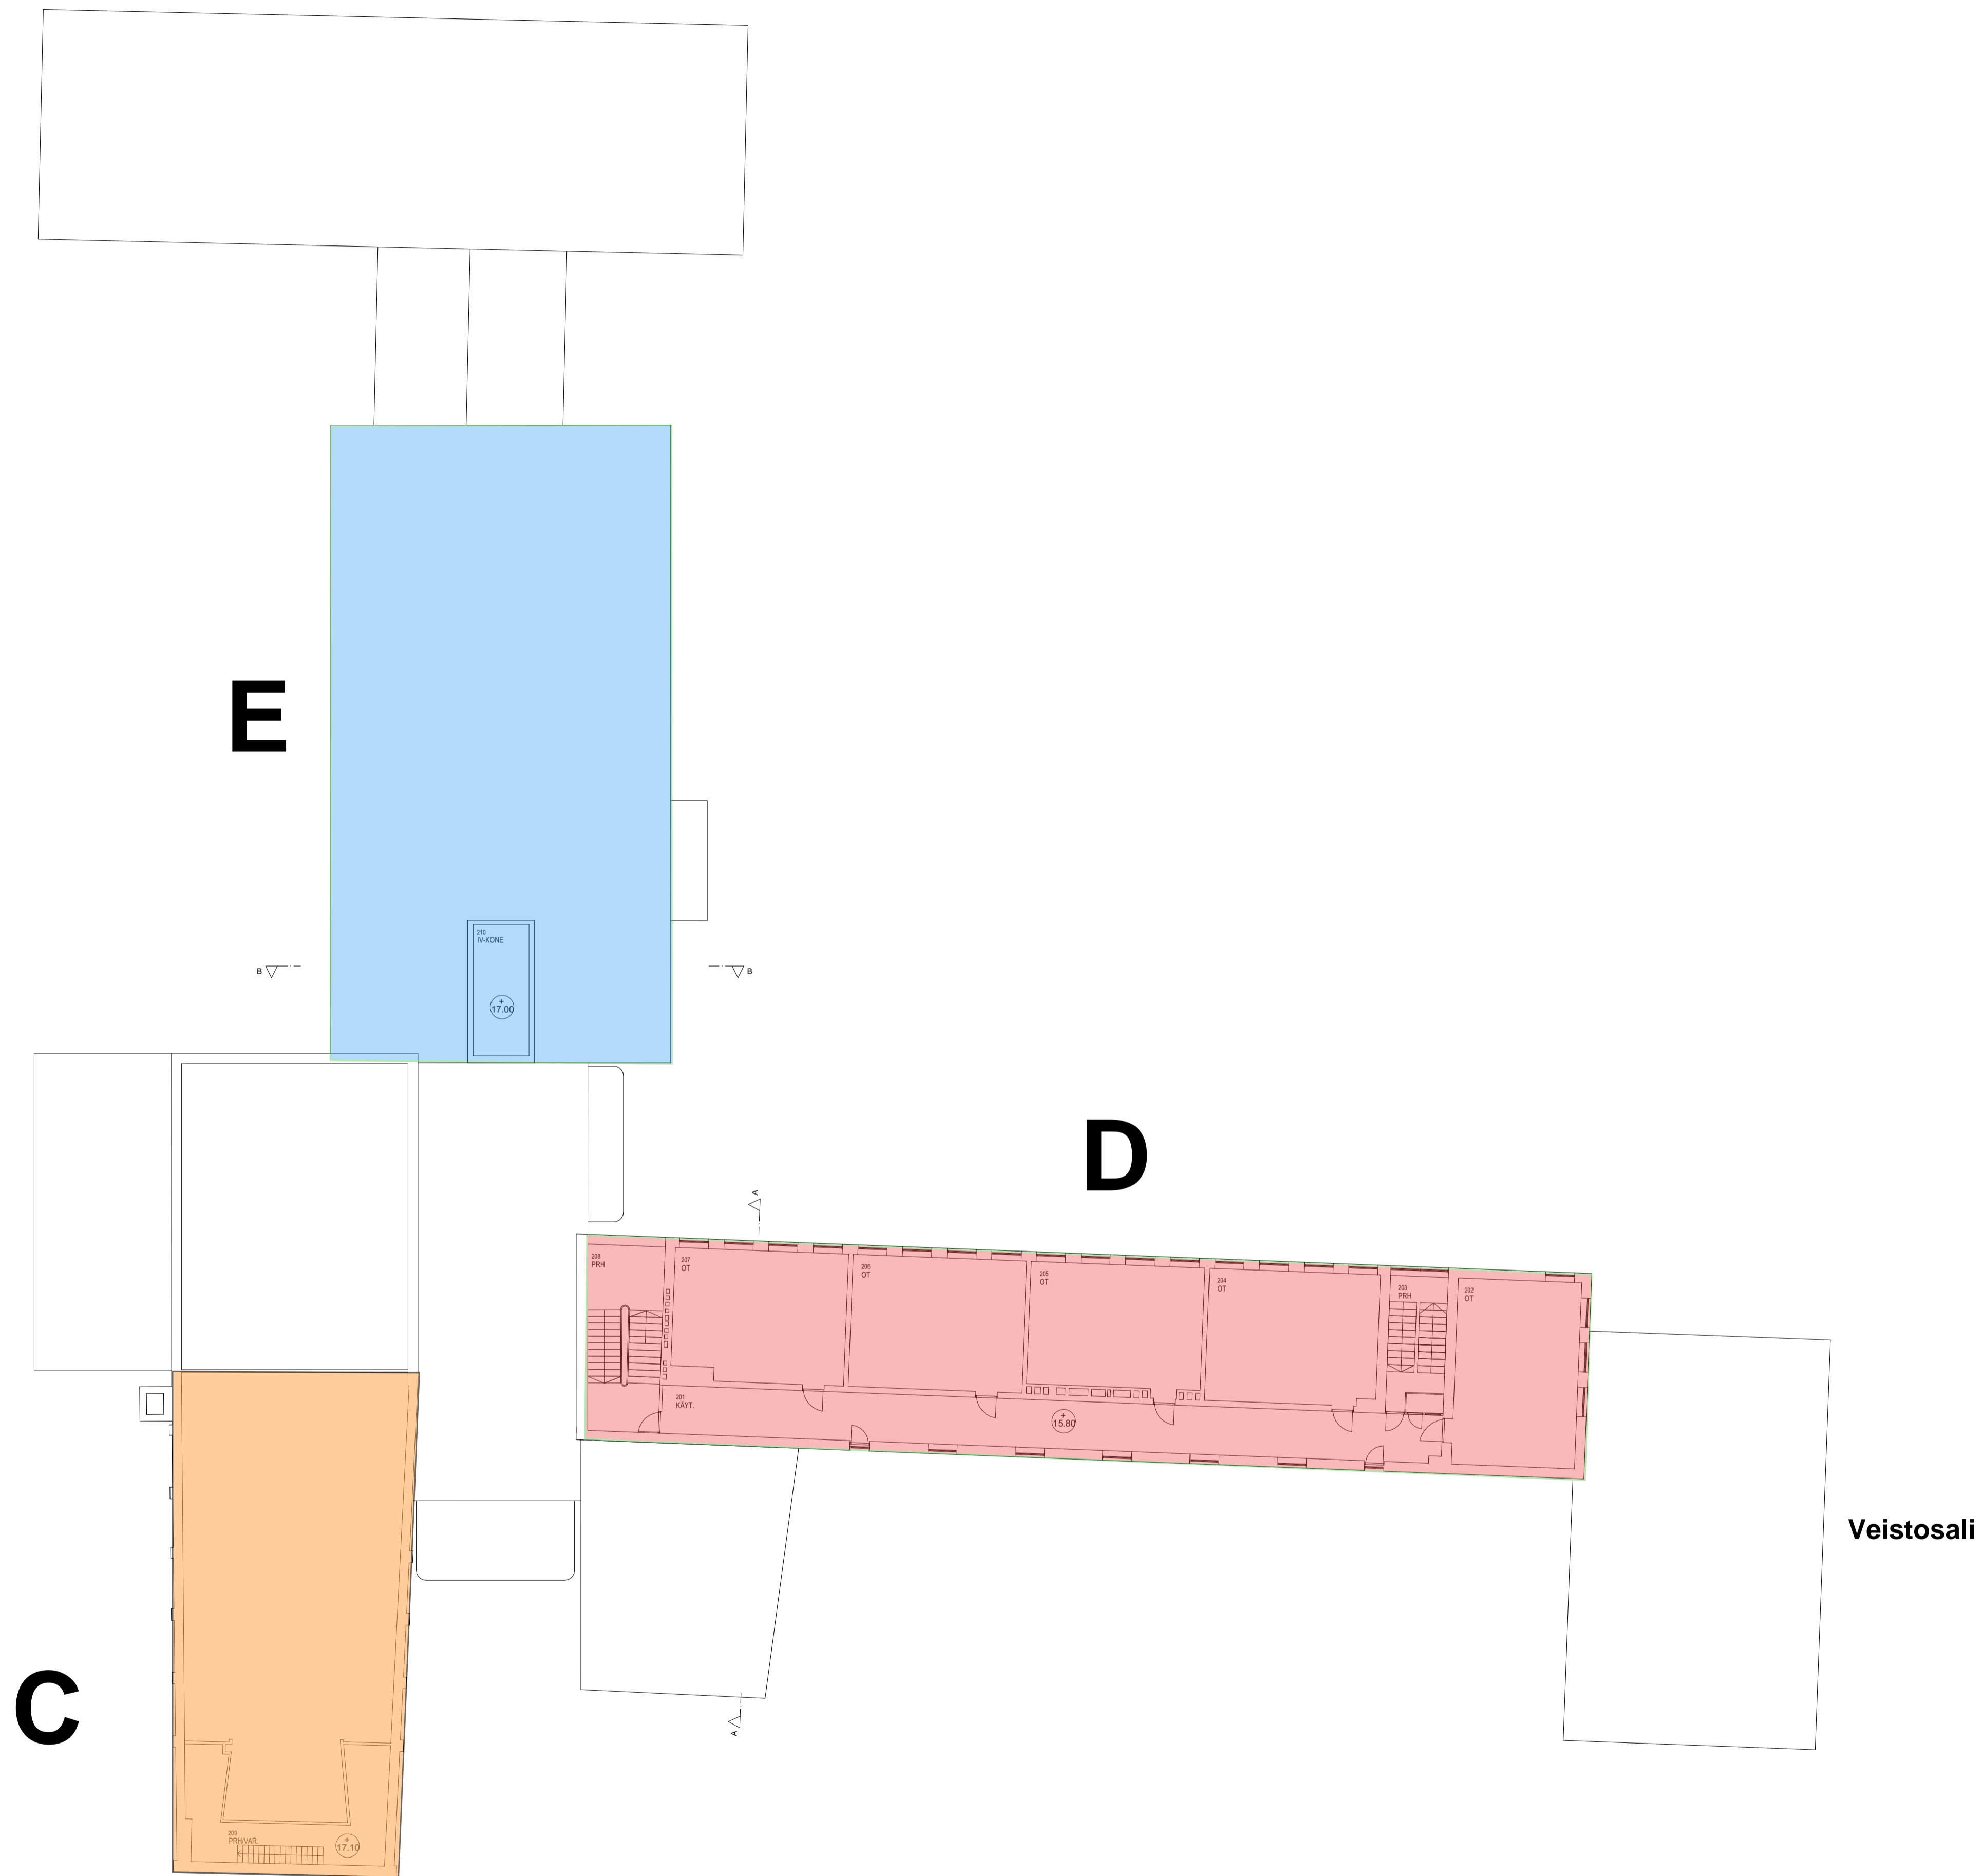 E
210
IV-KONE
+
17.00
B
B
D
A
208
PRH
207
OT
206
OT
205
OT
204
OT
203
PRH
202
OT
201
KÄYT.
+
15.80
Veistosali
C
A
209
PRH/VAR.
+
17.10